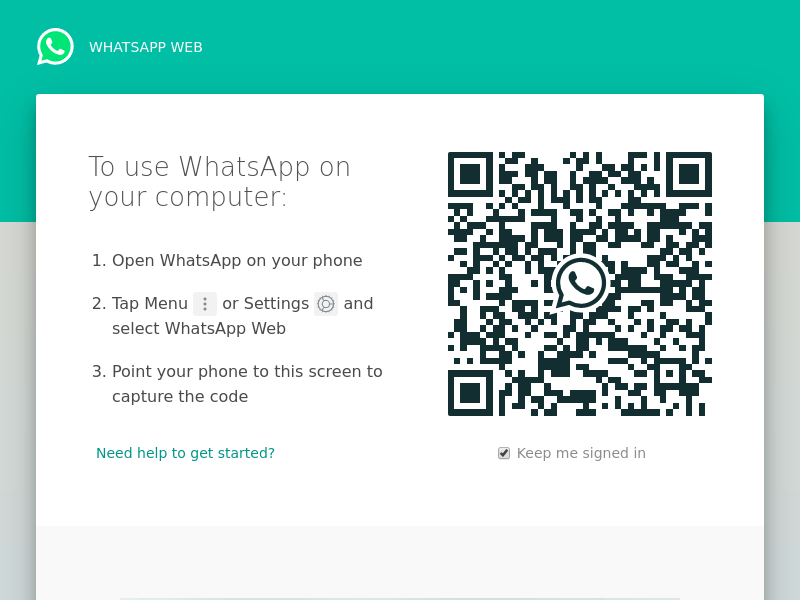 WHATSAPP WEB
To use WhatsApp on
your computer:
1. Open WhatsApp on your phone
2. Tap Menu or Settings and
select WhatsApp Web
3. Point your phone to this screen to
capture the code
Need help to get started?
Keep me signed in